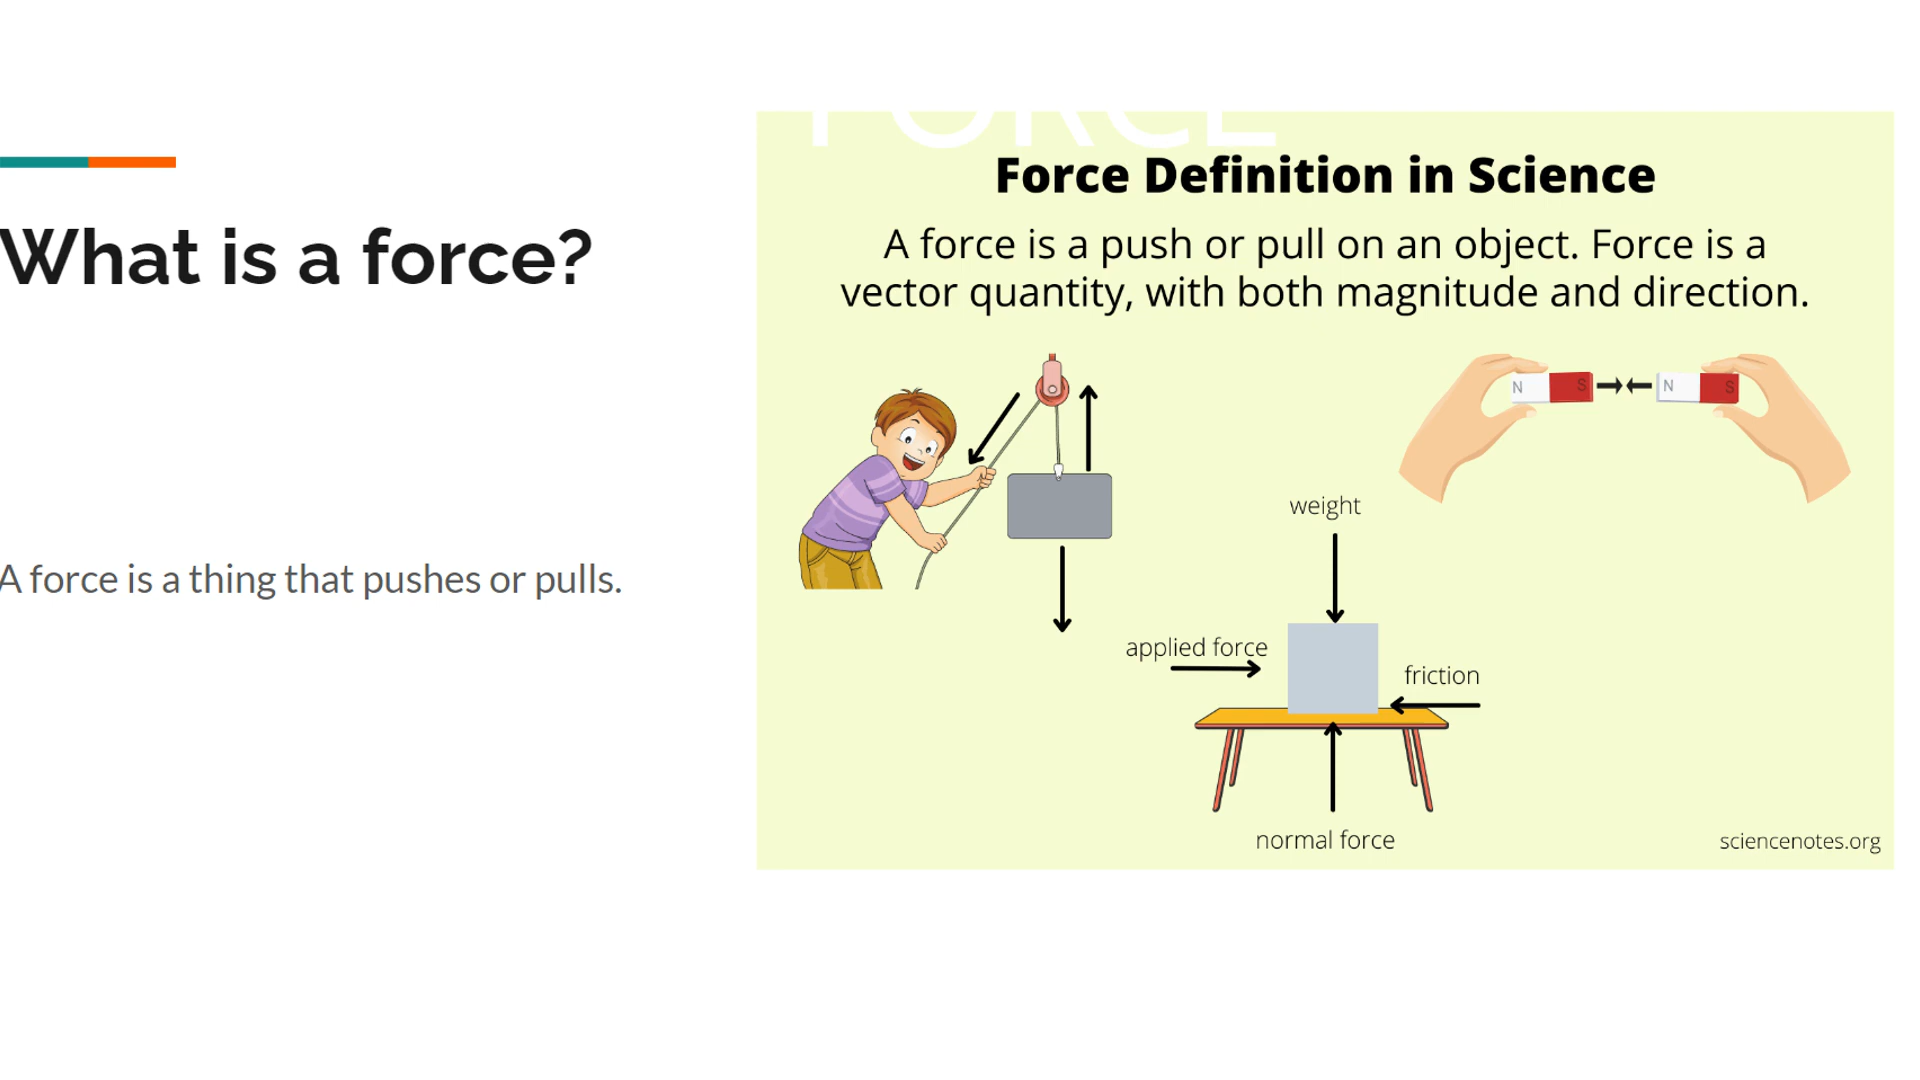 FORCE
What is a force?
A force is a thing that pushes or pulls.
Force Definition in Science
A force is a push or pull on an object. Force is a
vector quantity, with both magnitude and direction.
N S N S
weight
applied force
friction
normal force
sciencenotes.org